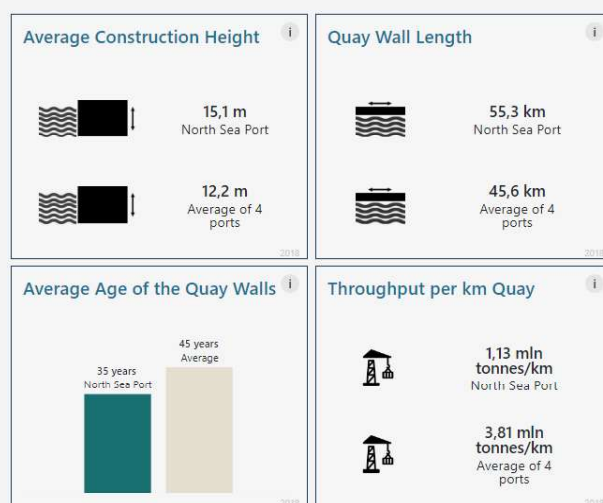 Average Construction Height
i
15,1 m
North Sea Port
12,2 m
Average of 4
ports
2018
Quay Wall Length
i
55,3 km
North Sea Port
45,6 km
Average of 4
ports
2018
Average Age of the Quay Walls
i
45 years
Average
35 years
North Sea Port
2018
Throughput per km Quay
i
1,13 mln
tonnes/km
North Sea Port
3,81 mln
tonnes/km
Average of 4
ports